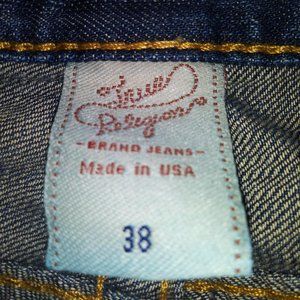 True
Religion
- BRAND JEANS -
Made in USA
38